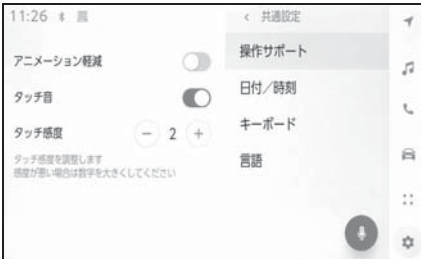 11:26
アニメーション軽減
タッチ音
タッチ感度
− 2 +
タッチ感度を調整します
感度が悪い場合は数字を大きくしてください
< 共通設定
操作サポート
日付／時刻
キーボード
言語